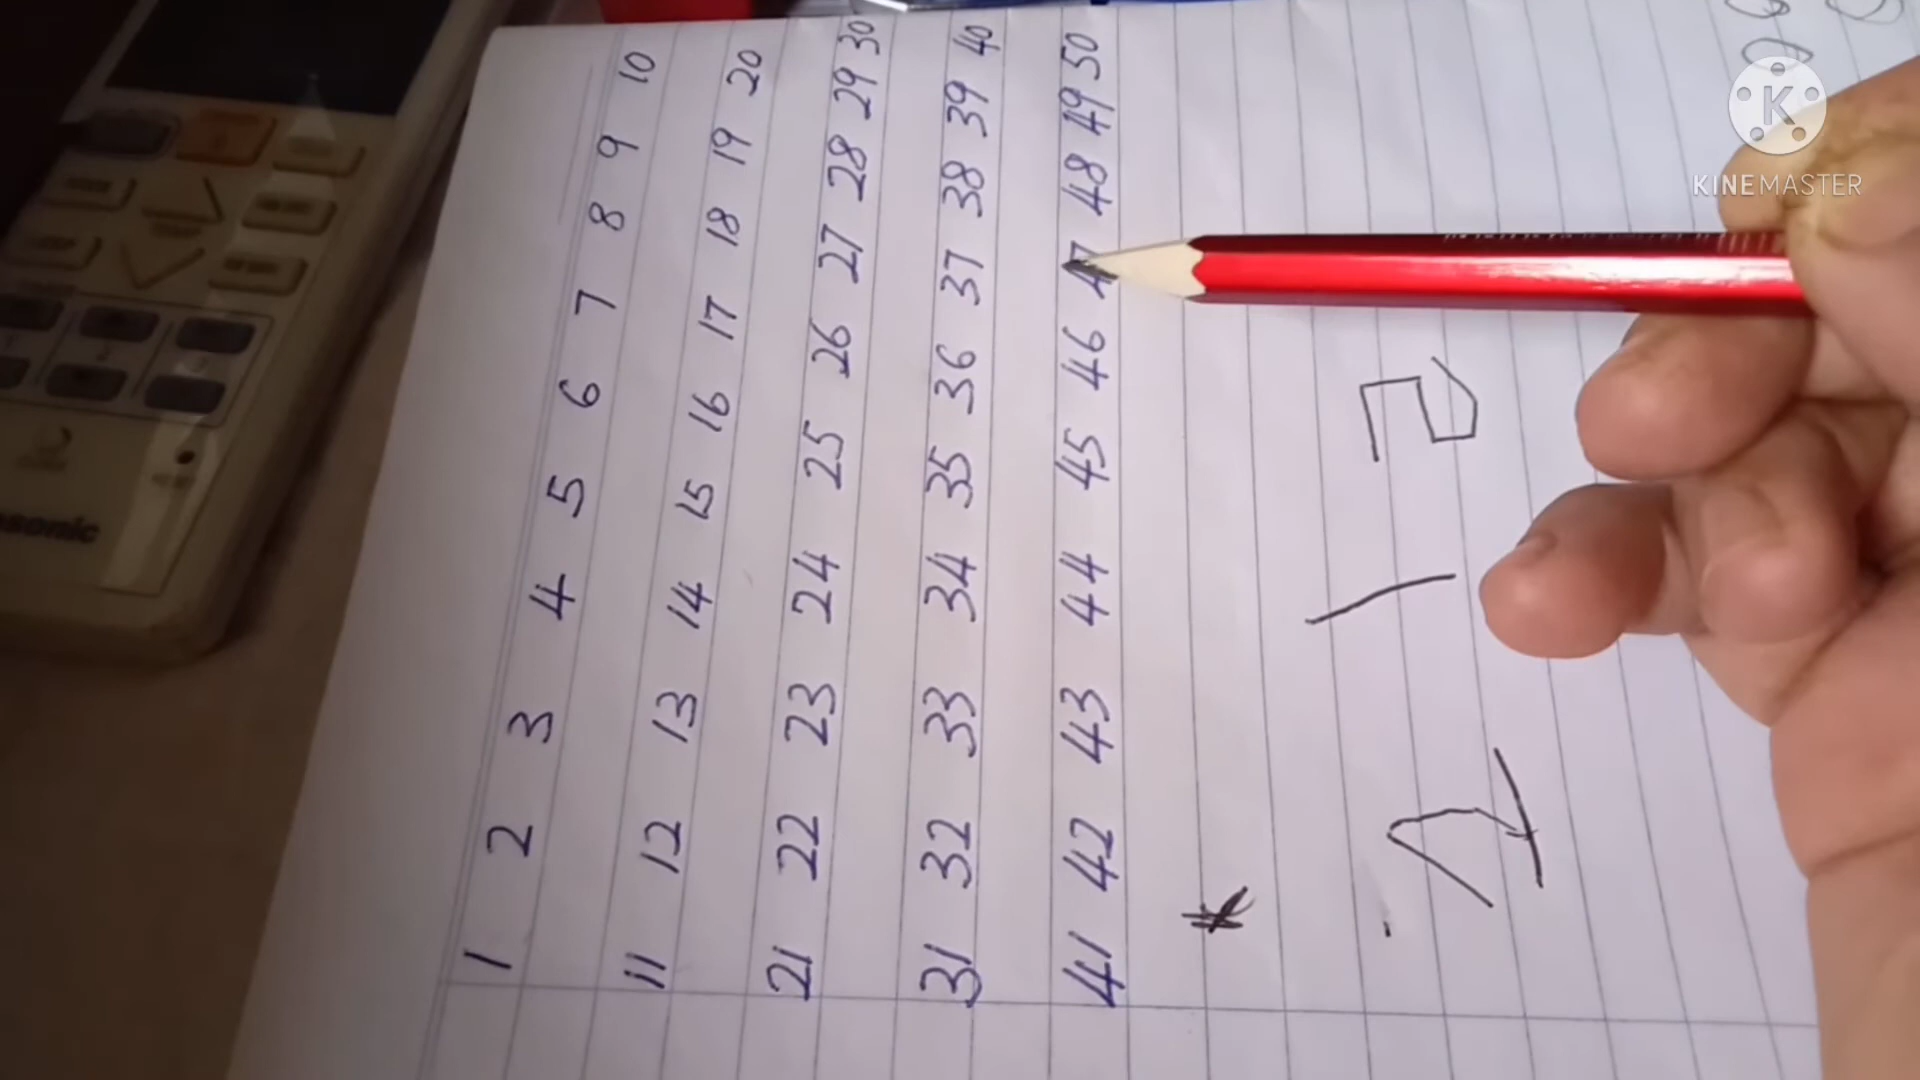 1 2 3 4 5 6 7 8 9 10
11 12 13 14 15 16 17 18 19 20
21 22 23 24 25 26 27 28 29 30
31 32 33 34 35 36 37 38 39 40
41 42 43 44 45 46 47 48 49 50
K
KINEMASTER